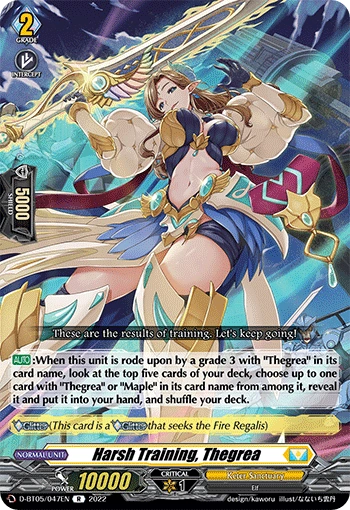 2
GRADE
INTERCEPT
5000
SHIELD
These are the results of training. Let's keep going!
AUTO:When this unit is rode upon by a grade 3 with "Thegrea" in its
card name, look at the top five cards of your deck, choose up to one
card with "Thegrea" or "Maple" in its card name from among it, reveal
it and put it into your hand, and shuffle your deck.
Gifted(This card is a Gifted that seeks the Fire Regalis)
NORMAL UNIT
Harsh Training, Thegrea
POWER 10000 CRITICAL 1
Keter Sanctuary
Elf
D-BT05/047EN R 2022 design/kaworu illust/なないち雲丹